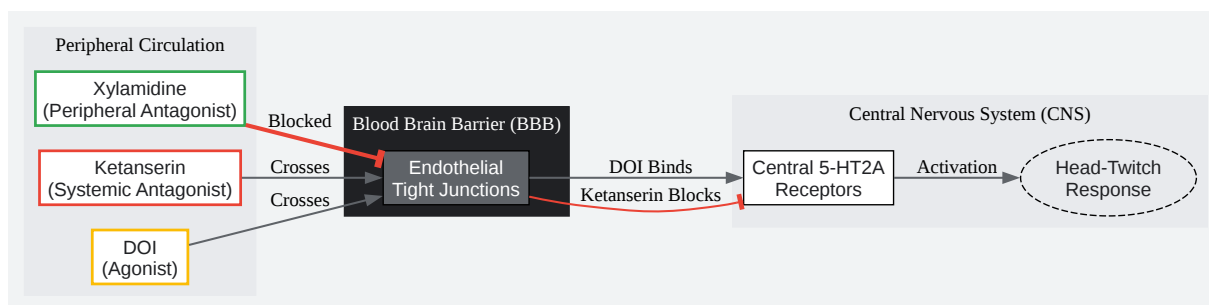 Peripheral Circulation
Xylamidine
(Peripheral Antagonist)
Ketanserin
(Systemic Antagonist)
DOI
(Agonist)
Blocked
Crosses
Crosses
Blood Brain Barrier (BBB)
Endothelial
Tight Junctions
DOI Binds
Ketanserin Blocks
Central Nervous System (CNS)
Central 5-HT2A
Receptors
Activation
Head-Twitch
Response